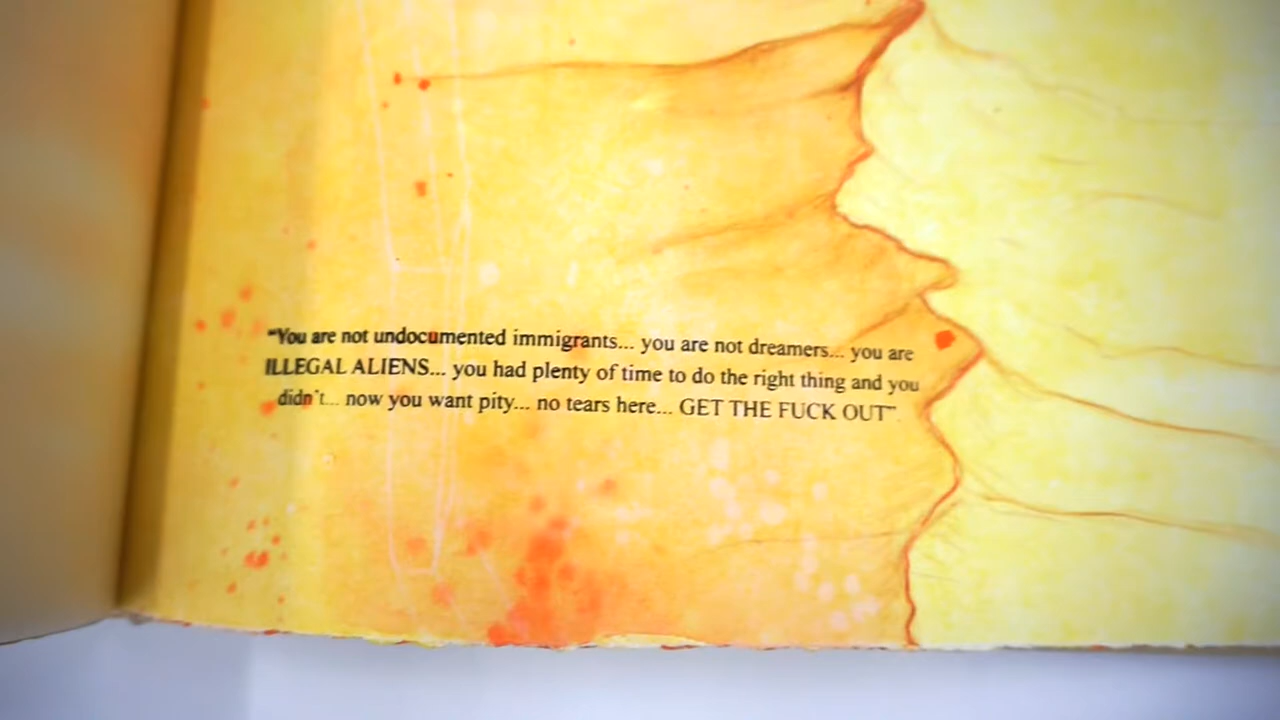 "You are not undocumented immigrants... you are not dreamers... you are
ILLEGAL ALIENS... you had plenty of time to do the right thing and you
didn't... now you want pity... no tears here... GET THE FUCK OUT"